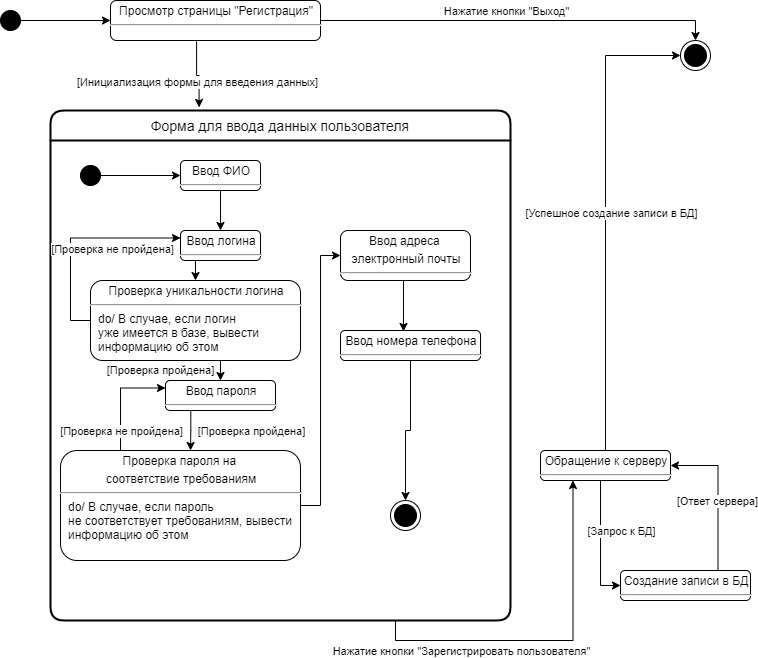 Просмотр страницы "Регистрация"
Нажатие кнопки "Выход"
[Инициализация формы для введения данных]
Форма для ввода данных пользователя
Ввод ФИО
Ввод логина
[Проверка не пройдена]
Проверка уникальности логина
do/ В случае, если логин
уже имеется в базе, вывести
информацию об этом
[Проверка пройдена]
Ввод пароля
[Проверка не пройдена]
[Проверка пройдена]
Проверка пароля на
соответствие требованиям
do/ В случае, если пароль
не соответствует требованиям, вывести
информацию об этом
Ввод адреса
электронный почты
Ввод номера телефона
[Успешное создание записи в БД]
Обращение к серверу
[Ответ сервера]
[Запрос к БД]
Создание записи в БД
Нажатие кнопки "Зарегистрировать пользователя"